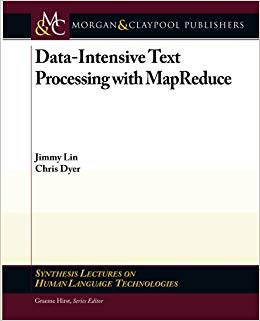 M
&C
MORGAN & CLAYPOOL PUBLISHERS
Data-Intensive Text
Processing with MapReduce
Jimmy Lin
Chris Dyer
SYNTHESIS LECTURES ON
HUMAN LANGUAGE TECHNOLOGIES
Graeme Hirst, Series Editor